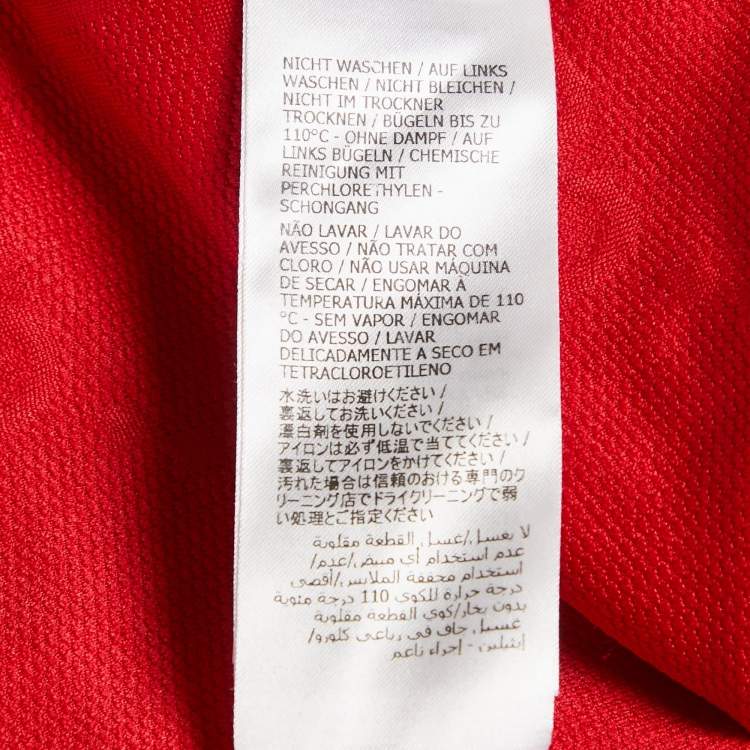 NICHT WASCHEN / AUF LINKS
WASCHEN / NICHT BLEICHEN /
NICHT IM TROCKNER
TROCKNEN / BÜGELN BIS ZU
110°C - OHNE DAMPF / AUF
LINKS BÜGELN / CHEMISCHE
REINIGUNG MIT
PERCHLORETHYLEN -
SCHONGANG
NÃO LAVAR / LAVAR DO
AVESSO / NÃO TRATAR COM
CLORO / NÃO USAR MÁQUINA
DE SECAR / ENGOMAR À
TEMPERATURA MÁXIMA DE 110
°C - SEM VAPOR / ENGOMAR
DO AVESSO / LAVAR
DELICADAMENTE A SECO EM
TETRACLOROETILENO
水洗いはお避けください /
裏返してお洗いください /
漂白剤を使用しないでください /
アイロンは必ず低温で当ててください /
裏返してアイロンをかけてください /
汚れた場合は信頼のおける専門のク
リーニング店でドライクリーニングで弱
い処理とご指定ください
لا يغسل/غسل القطعة مقلوبة
عدم استخدام أي مبيض/عدم/
استخدام مجففة الملابس/أقصى
درجة حرارة للكوي 110 درجة مئوية
بدون بخار/كوي القطعة مقلوبة
غسيل جاف في رباعي كلورو/
إيثيلين - إجراء ناعم